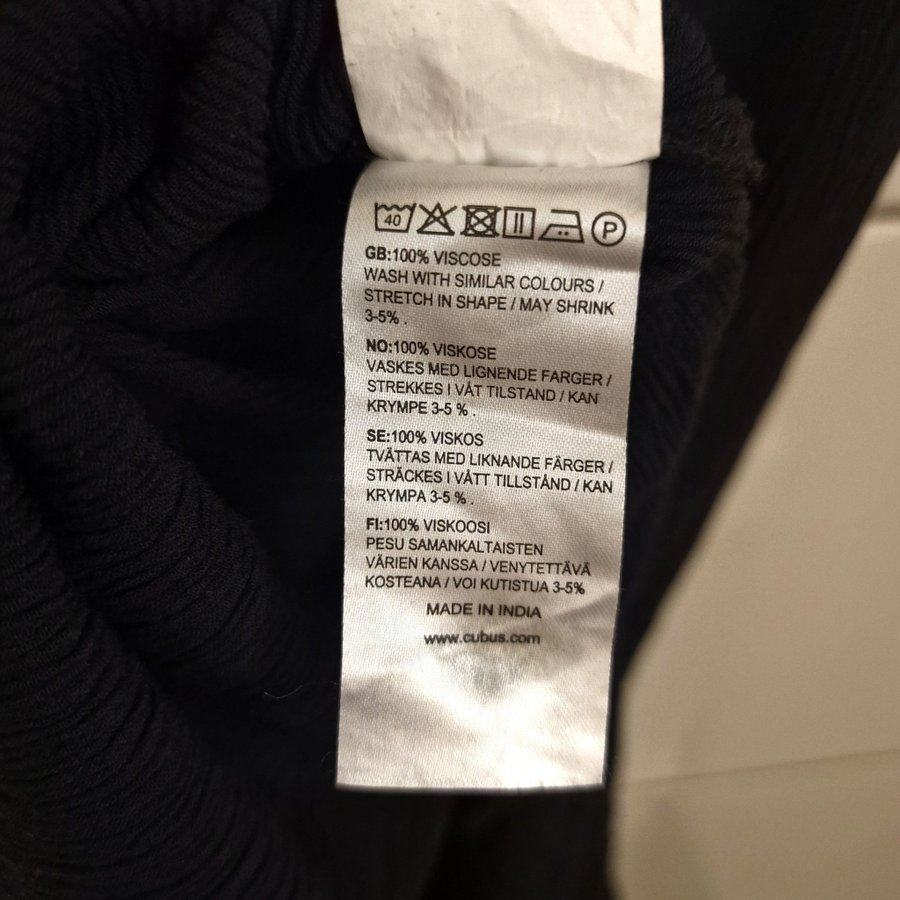 40 P
GB:100% VISCOSE
WASH WITH SIMILAR COLOURS /
STRETCH IN SHAPE / MAY SHRINK
3-5% .
NO:100% VISKOSE
VASKES MED LIGNENDE FARGER /
STREKKES I VÅT TILSTAND / KAN
KRYMPE 3-5 % .
SE:100% VISKOS
TVÄTTAS MED LIKNANDE FÄRGER /
STRÄCKES I VÅTT TILLSTÅND / KAN
KRYMPA 3-5 % .
FI:100% VISKOOSI
PESU SAMANKALTAISTEN
VÄRIEN KANSSA / VENYTETTÄVÄ
KOSTEANA / VOI KUTISTUA 3-5%
MADE IN INDIA
www.cubus.com